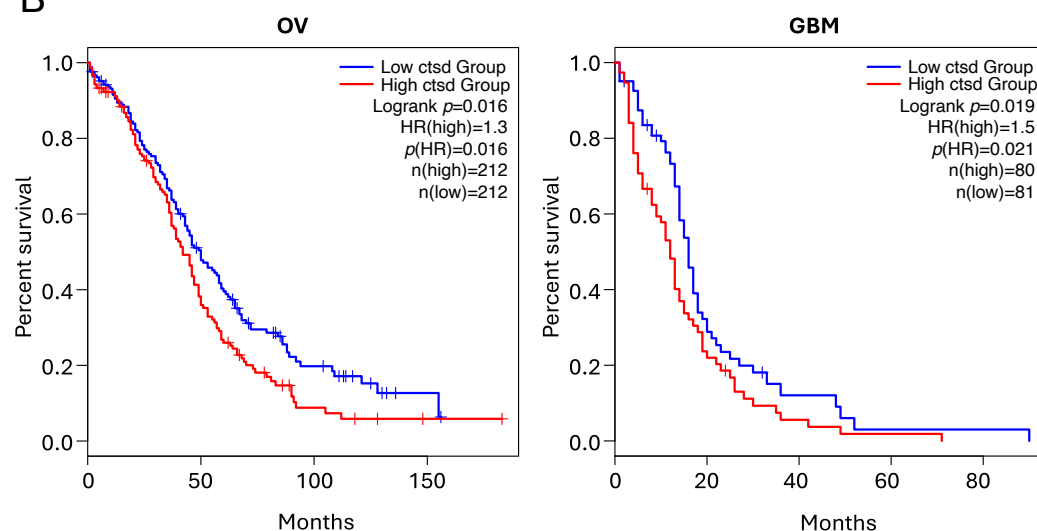 B
OV
1.0
0.8
0.6
0.4
0.2
0.0
Percent survival
0
50
100
150
Months
Low ctsd Group
High ctsd Group
Logrank p=0.016
HR(high)=1.3
p(HR)=0.016
n(high)=212
n(low)=212
GBM
1.0
0.8
0.6
0.4
0.2
0.0
Percent survival
0
20
40
60
80
Months
Low ctsd Group
High ctsd Group
Logrank p=0.019
HR(high)=1.5
p(HR)=0.021
n(high)=80
n(low)=81